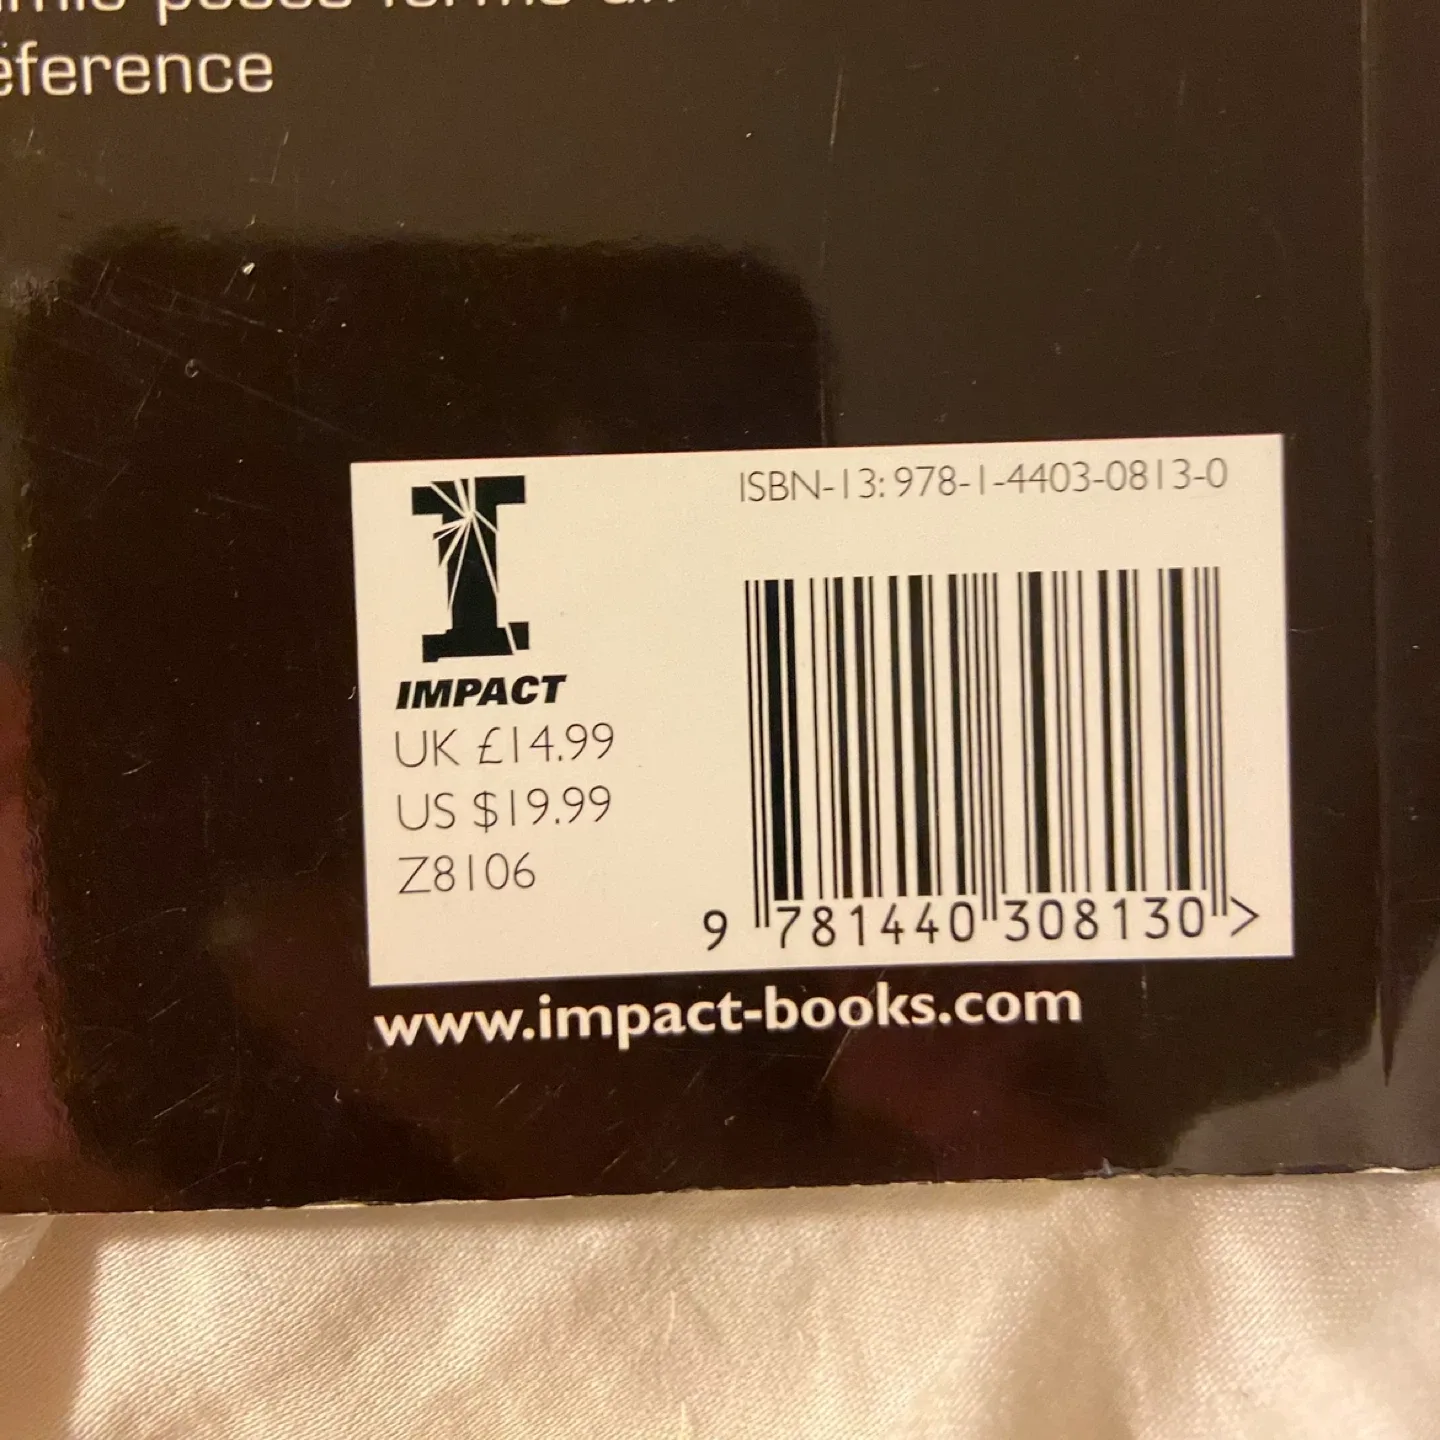 éference
ISBN-13: 978-1-4403-0813-0
IMPACT
UK £14.99
US $19.99
Z8106
9 781440 308130 >
www.impact-books.com